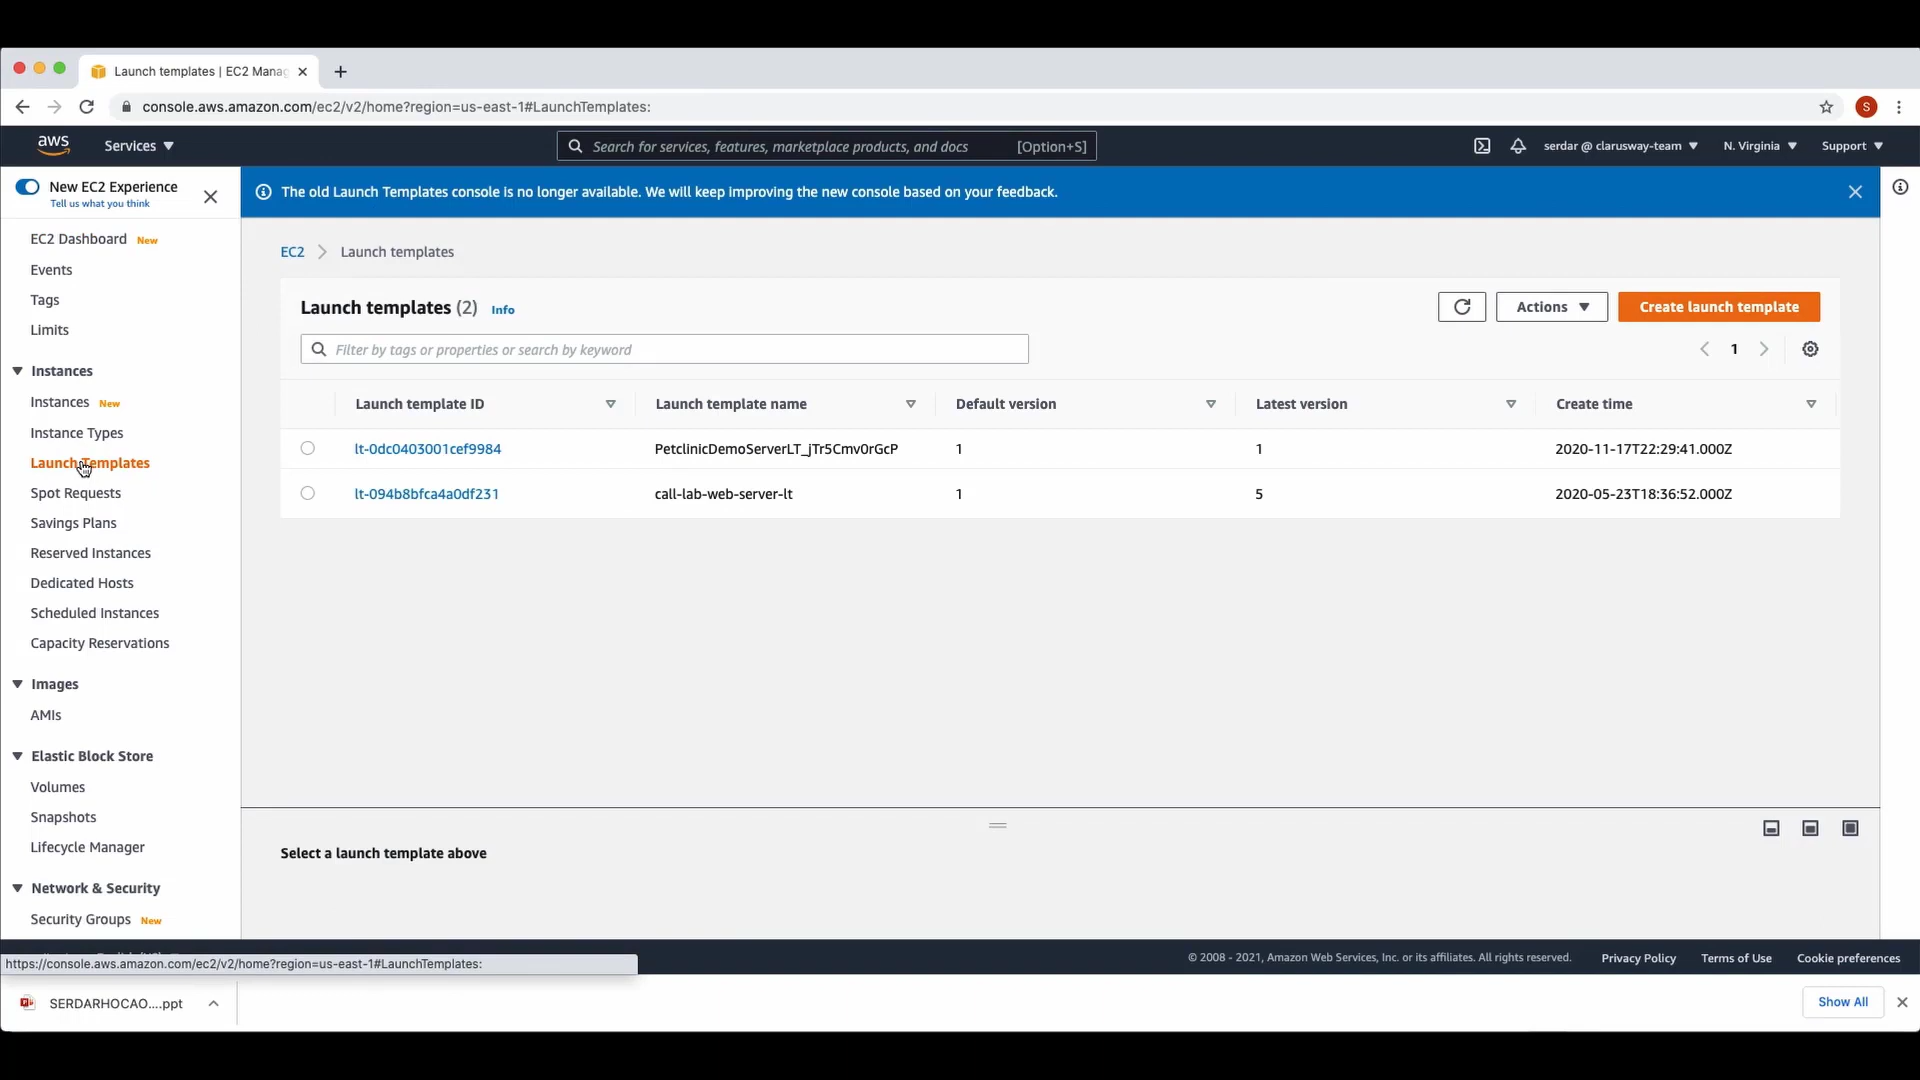 Launch templates | EC2 Manag
console.aws.amazon.com/ec2/v2/home?region=us-east-1#LaunchTemplates:
S
aws
Services
Search for services, features, marketplace products, and docs
[Option+S]
serdar @ clarusway-team
N. Virginia
Support
New EC2 Experience
Tell us what you think
The old Launch Templates console is no longer available. We will keep improving the new console based on your feedback.
EC2 Dashboard New
Events
Tags
Limits
Instances
Instances New
Instance Types
Launch Templates
Spot Requests
Savings Plans
Reserved Instances
Dedicated Hosts
Scheduled Instances
Capacity Reservations
Images
AMIs
Elastic Block Store
Volumes
Snapshots
Lifecycle Manager
Network & Security
Security Groups New
EC2 Launch templates
Launch templates (2) Info
Actions
Create launch template
Filter by tags or properties or search by keyword
1
Launch template ID Launch template name Default version Latest version Create time
lt-0dc0403001cef9984 PetclinicDemoServerLT_jTr5Cmv0rGcP 1 1 2020-11-17T22:29:41.000Z
lt-094b8bfca4a0df231 call-lab-web-server-lt 1 5 2020-05-23T18:36:52.000Z
Select a launch template above
https://console.aws.amazon.com/ec2/v2/home?region=us-east-1#LaunchTemplates:
© 2008 - 2021, Amazon Web Services, Inc. or its affiliates. All rights reserved.
Privacy Policy
Terms of Use
Cookie preferences
SERDARHOCAO....ppt
Show All